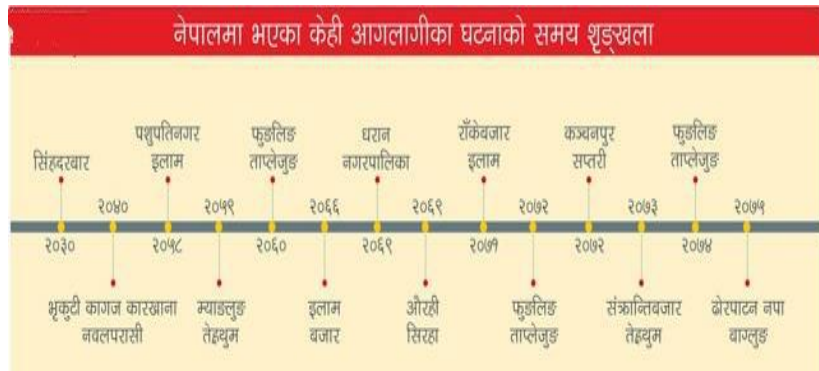 नेपालमा भएका केही आगलागीका घटनाको समय शृङ्खला
सिंहदरबार
पशुपतिनगर
इलाम
फुङलिङ
ताप्लेजुङ
धरान
नगरपालिका
राँकेबजार
इलाम
कञ्चनपुर
सप्तरी
फुङलिङ
ताप्लेजुङ
२०४० २०५९ २०६६ २०६९ २०७२ २०७३ २०७५
२०३० २०५८ २०६० २०६९ २०७१ २०७२ २०७४
भृकुटी कागज कारखाना
नवलपरासी
म्याङलुङ
तेह्रथुम
इलाम
बजार
औरही
सिरहा
फुङलिङ
ताप्लेजुङ
संक्रान्तिबजार
तेह्रथुम
ढोरपाटन नपा
बाग्लुङ